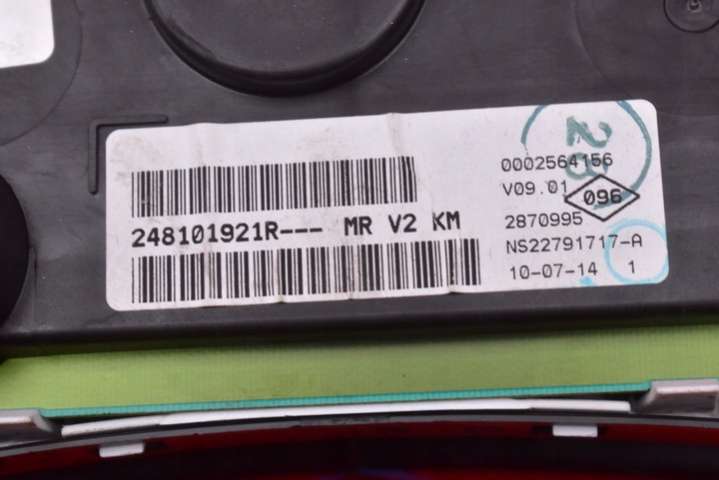 248101921R--- MR V2 KM
0002564156
V09.01 096
2870995
NS22791717-A
10-07-14 1